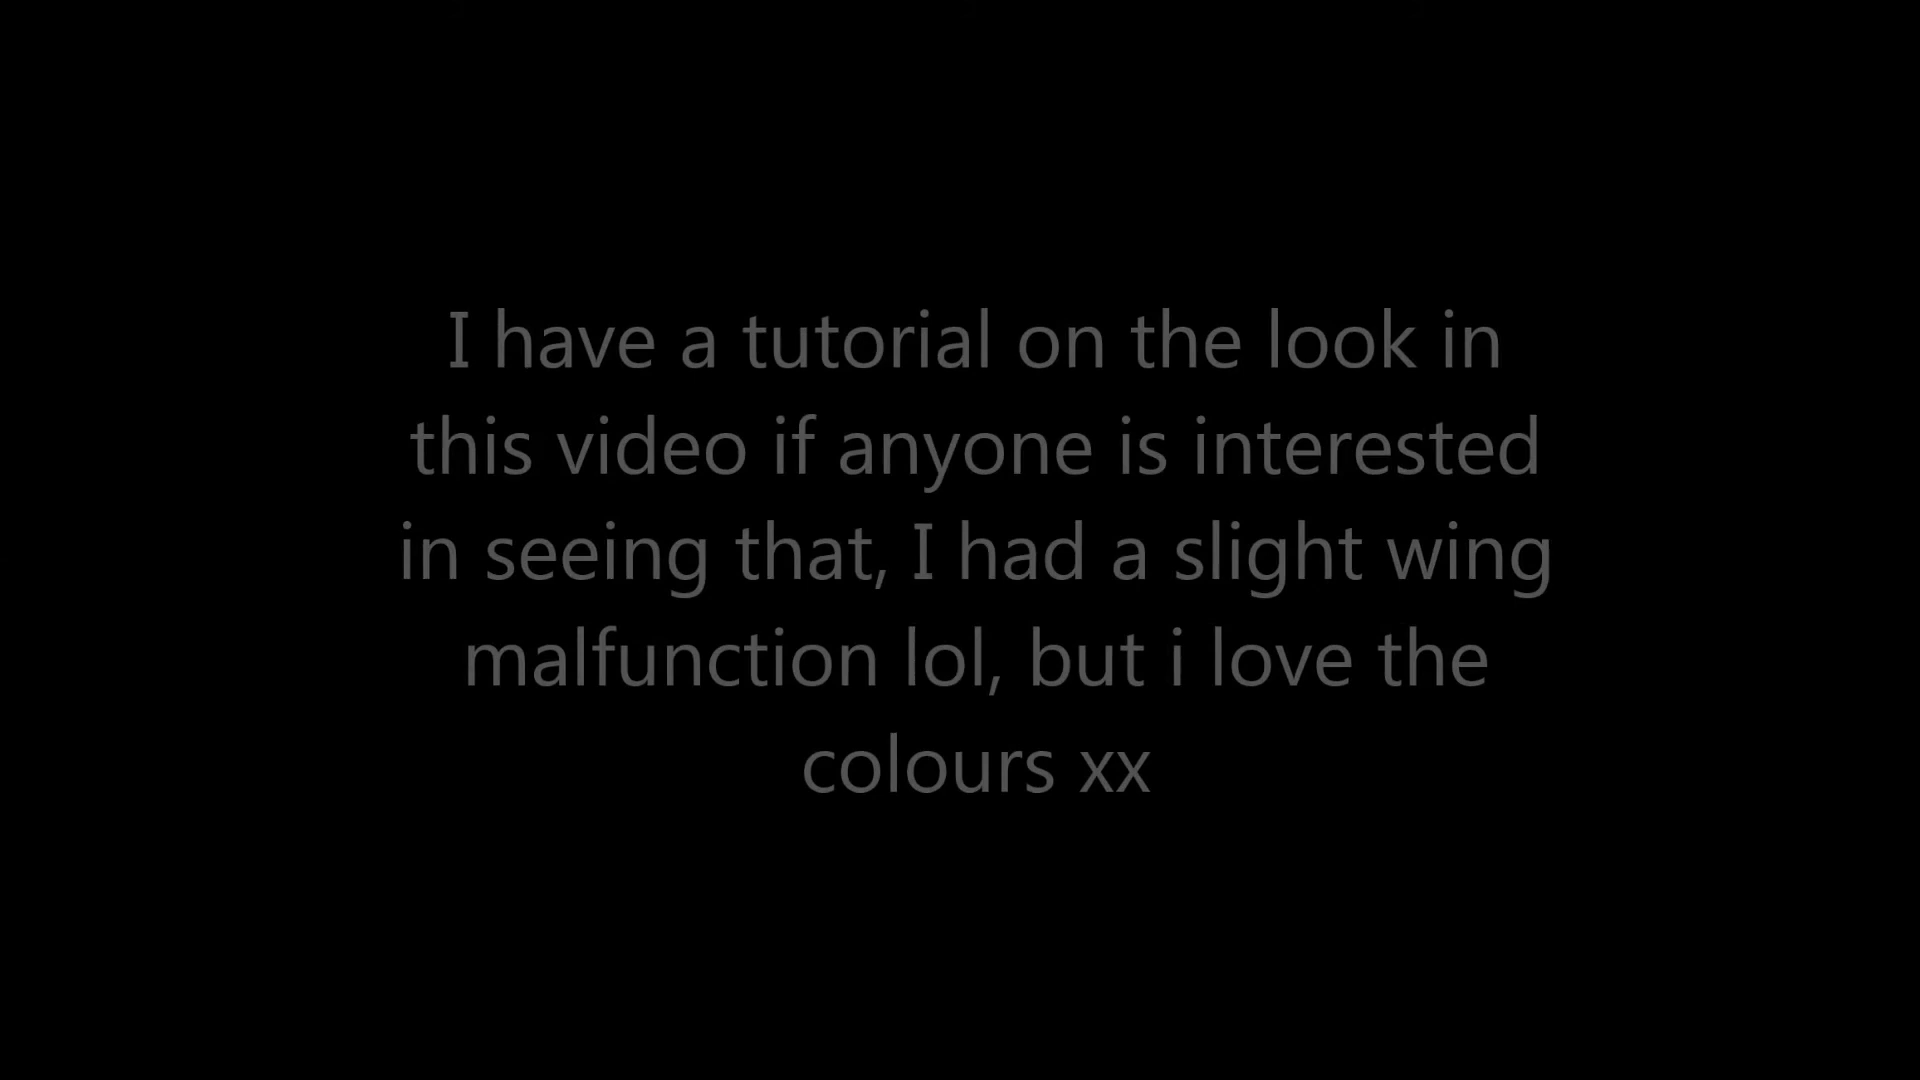 I have a tutorial on the look in
this video if anyone is interested
in seeing that, I had a slight wing
malfunction lol, but i love the
colours xx